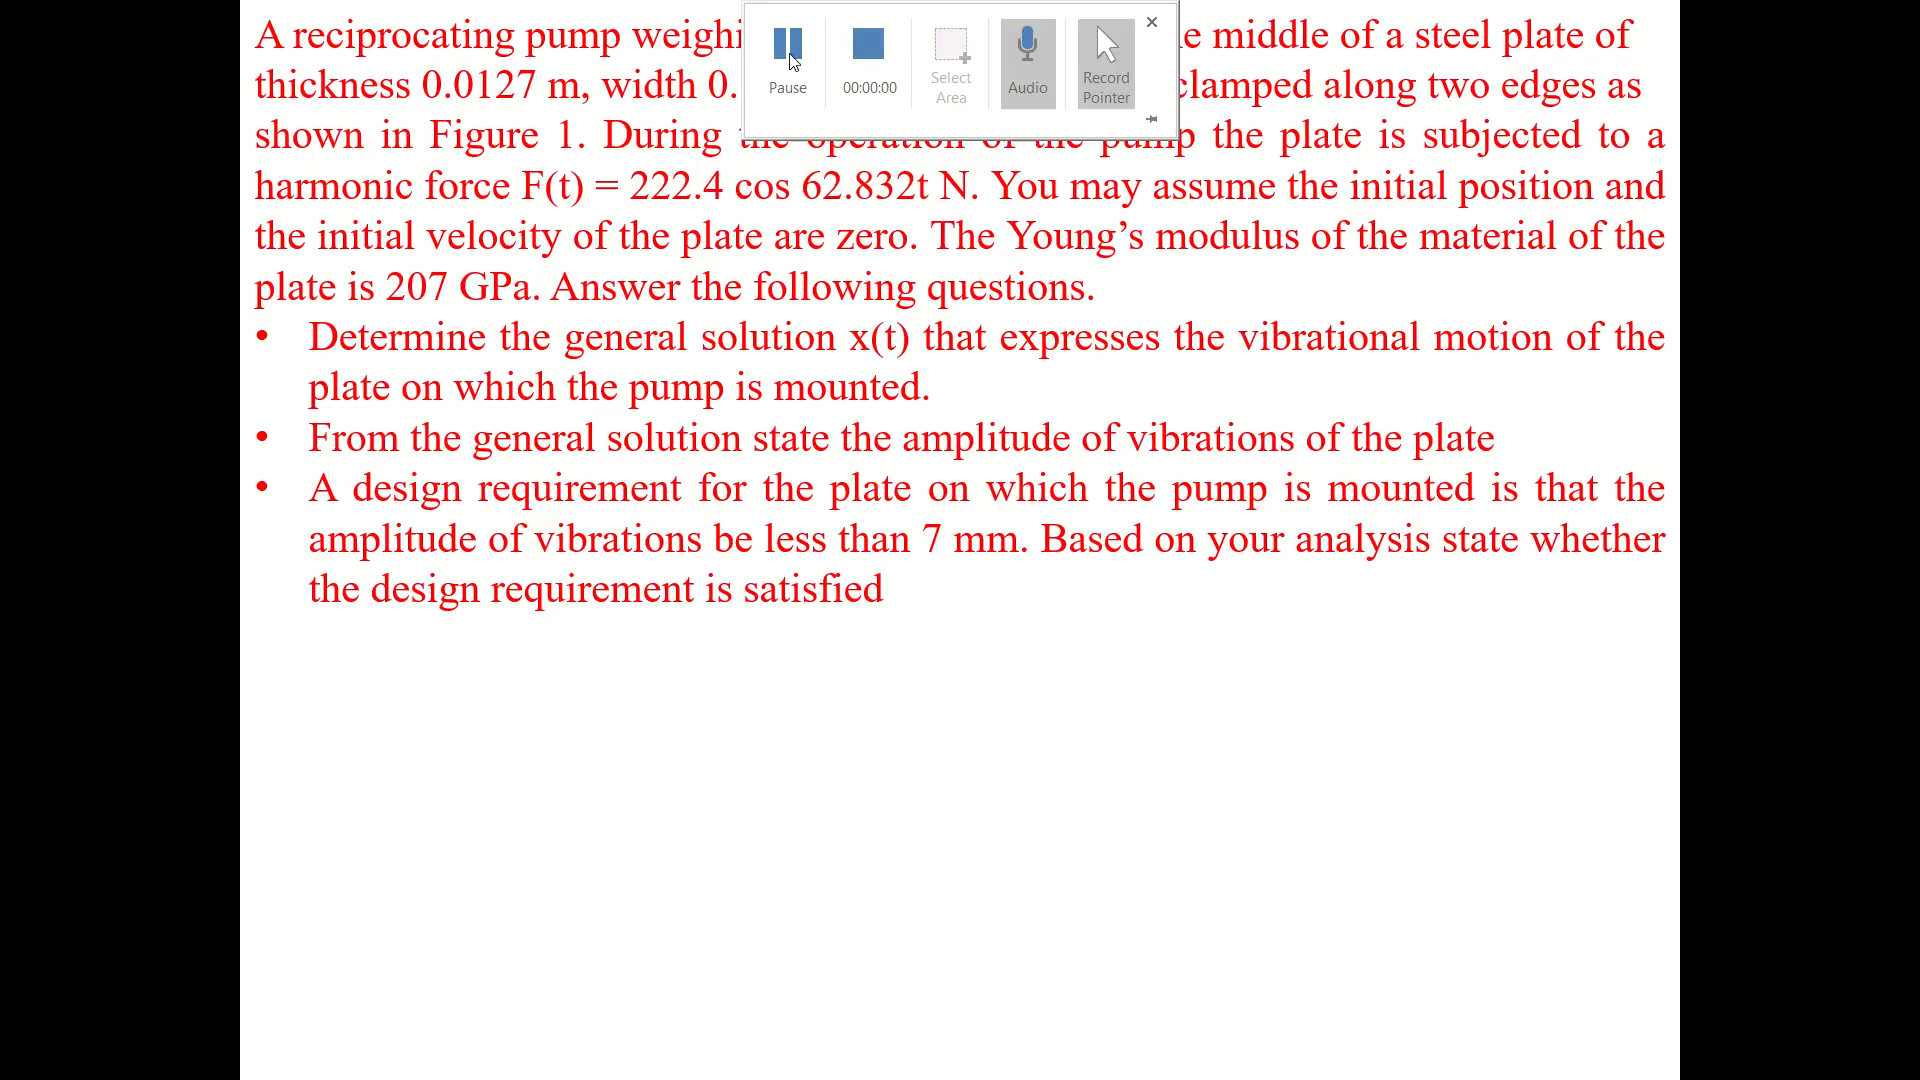 A reciprocating pump weighi e middle of a steel plate of
thickness 0.0127 m, width 0. clamped along two edges as
shown in Figure 1. During the operation of the pump the plate is subjected to a
harmonic force F(t) = 222.4 cos 62.832t N. You may assume the initial position and
the initial velocity of the plate are zero. The Young’s modulus of the material of the
plate is 207 GPa. Answer the following questions.
• Determine the general solution x(t) that expresses the vibrational motion of the
plate on which the pump is mounted.
• From the general solution state the amplitude of vibrations of the plate
• A design requirement for the plate on which the pump is mounted is that the
amplitude of vibrations be less than 7 mm. Based on your analysis state whether
the design requirement is satisfied
Pause
00:00:00
Select
Area
Audio
Record
Pointer